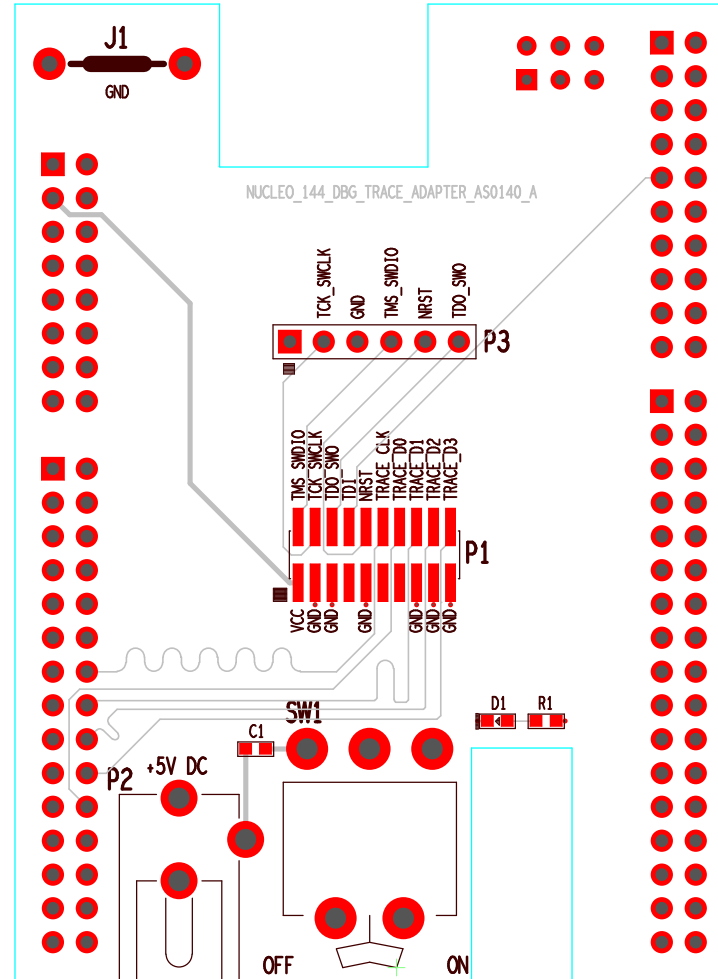 J1
GND
NUCLEO_144_DBG_TRACE_ADAPTER_AS0140_A
TCK_SWCLK
GND
TMS_SWDIO
NRST
TDO_SWO
P3
TMS_SWDIO
TCK_SWCLK
TDO_SWO
TDI
NRST
TRACE_CLK
TRACE_D0
TRACE_D1
TRACE_D2
TRACE_D3
P1
VCC
GND
GND
GND
GND
GND
GND
SW1
D1
R1
C1
P2
+5V DC
OFF
ON